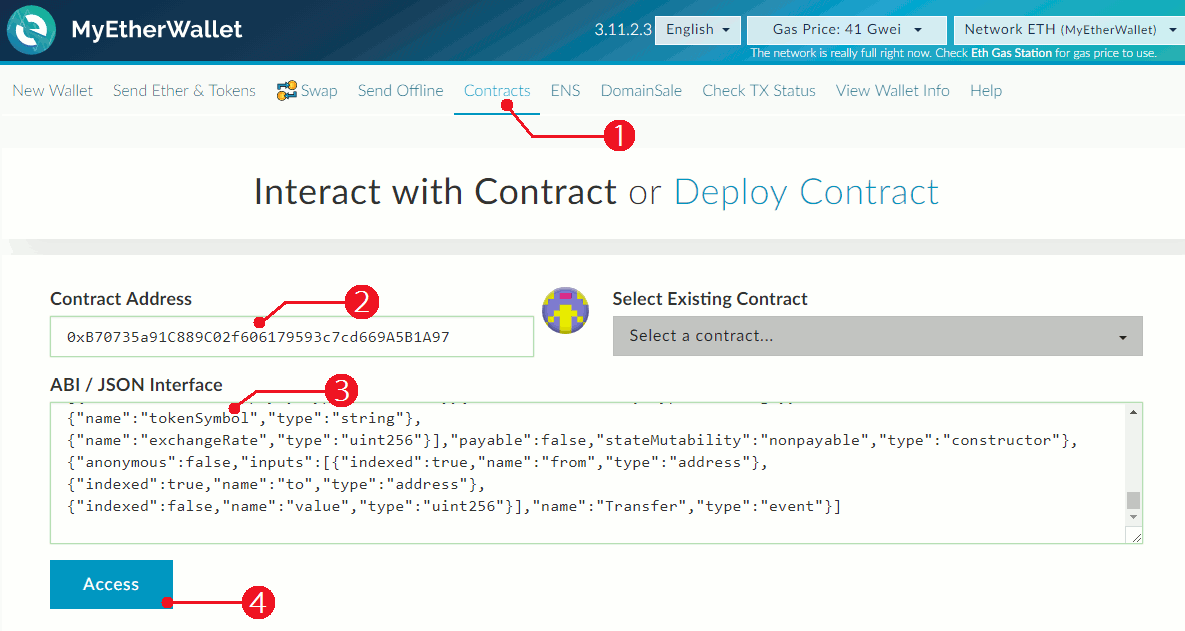 MyEtherWallet
3.11.2.3 English Gas Price: 41 Gwei Network ETH (MyEtherWallet)
The network is really full right now. Check Eth Gas Station for gas price to use.
New Wallet Send Ether & Tokens Swap Send Offline Contracts ENS DomainSale Check TX Status View Wallet Info Help
1
Interact with Contract or Deploy Contract
Contract Address
2
0xB70735a91C889C02f606179593c7cd669A5B1A97
Select Existing Contract
Select a contract...
ABI / JSON Interface
3
{"name":"tokenSymbol","type":"string"},
{"name":"exchangeRate","type":"uint256"}],"payable":false,"stateMutability":"nonpayable","type":"constructor"},
{"anonymous":false,"inputs":[{"indexed":true,"name":"from","type":"address"},
{"indexed":true,"name":"to","type":"address"},
{"indexed":false,"name":"value","type":"uint256"}],"name":"Transfer","type":"event"}]
Access
4